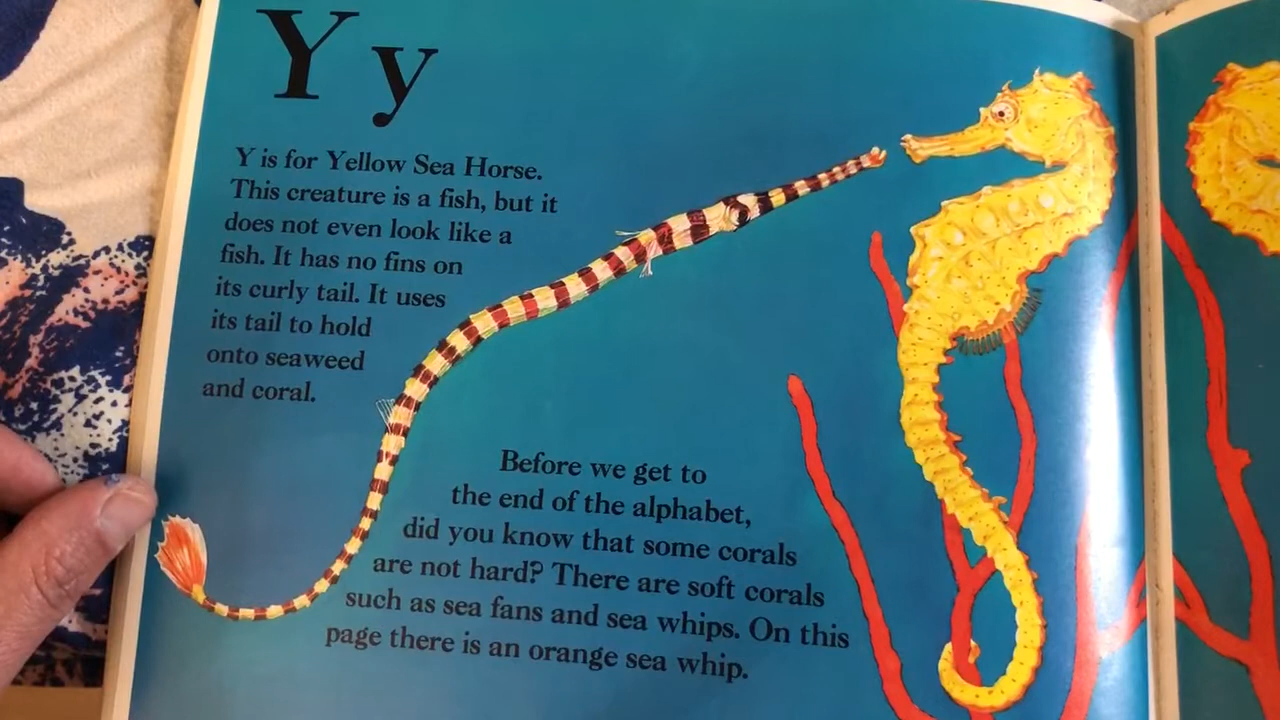 Y y
Y is for Yellow Sea Horse.
This creature is a fish, but it
does not even look like a
fish. It has no fins on
its curly tail. It uses
its tail to hold
onto seaweed
and coral.
Before we get to
the end of the alphabet,
did you know that some corals
are not hard? There are soft corals
such as sea fans and sea whips. On this
page there is an orange sea whip.